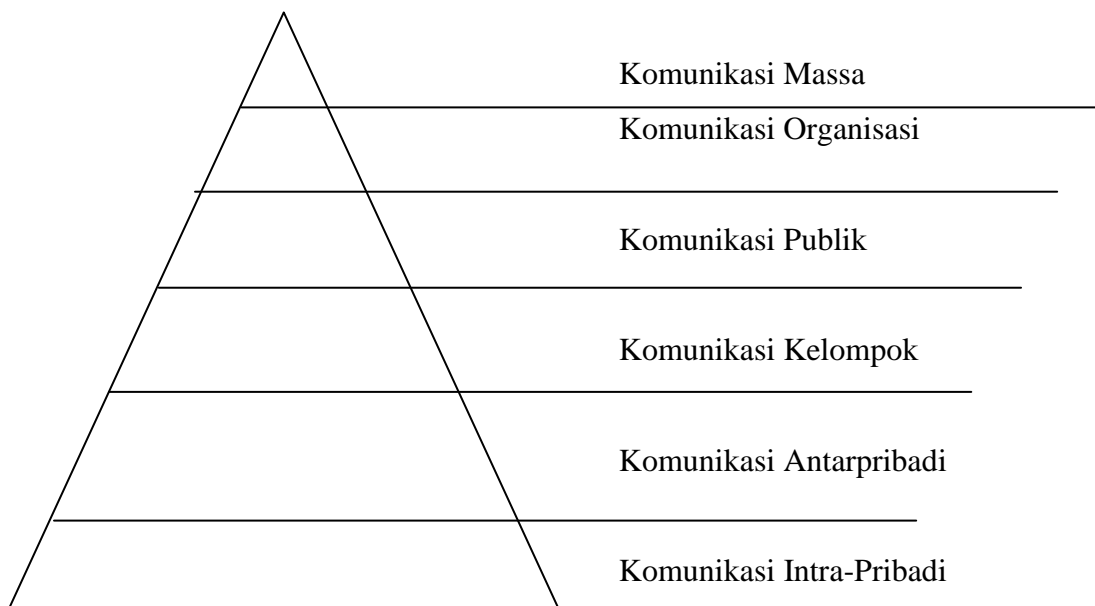 Komunikasi Massa
Komunikasi Organisasi
Komunikasi Publik
Komunikasi Kelompok
Komunikasi Antarpribadi
Komunikasi Intra-Pribadi